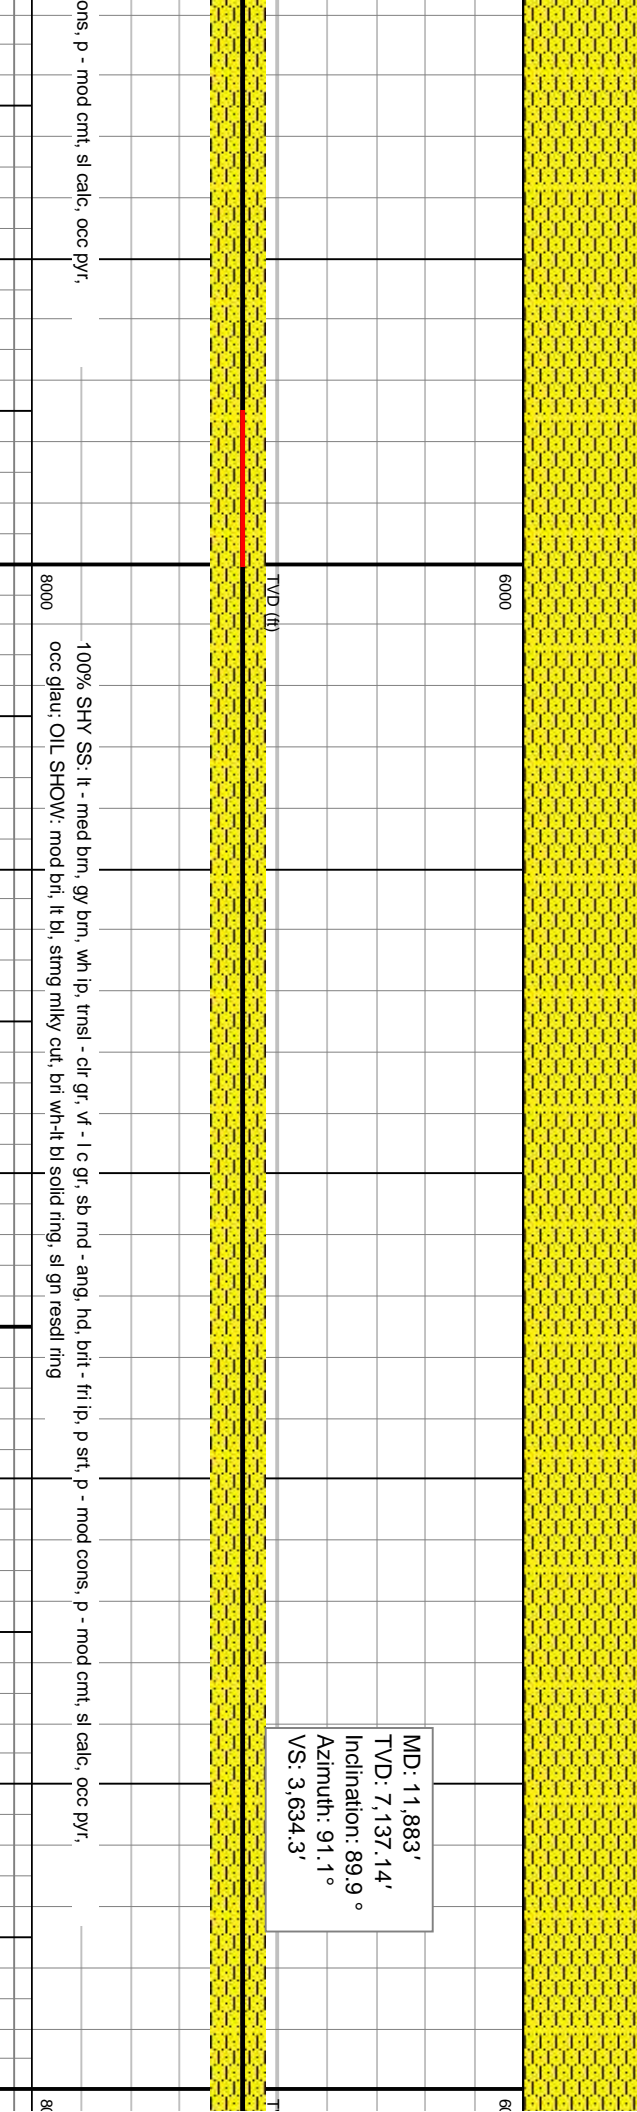 ons, p - mod cmt, sl calc, occ pyr,
6000
TVD (ft)
8000
100% SHY SS: lt - med brn, gy brn, wh ip, trnsl - clr gr, vf - l c gr, sb rnd - ang, hd, brit - fri ip, p srt, p - mod cons, p - mod cmt, sl calc, occ pyr,
occ glau; OIL SHOW: mod bri, lt bl, stmg mlky cut, bri wh-lt bl solid ring, sl gn resdl ring
MD: 11,883'
TVD: 7,137.14'
Inclination: 89.9 °
Azimuth: 91.1°
VS: 3,634.3'